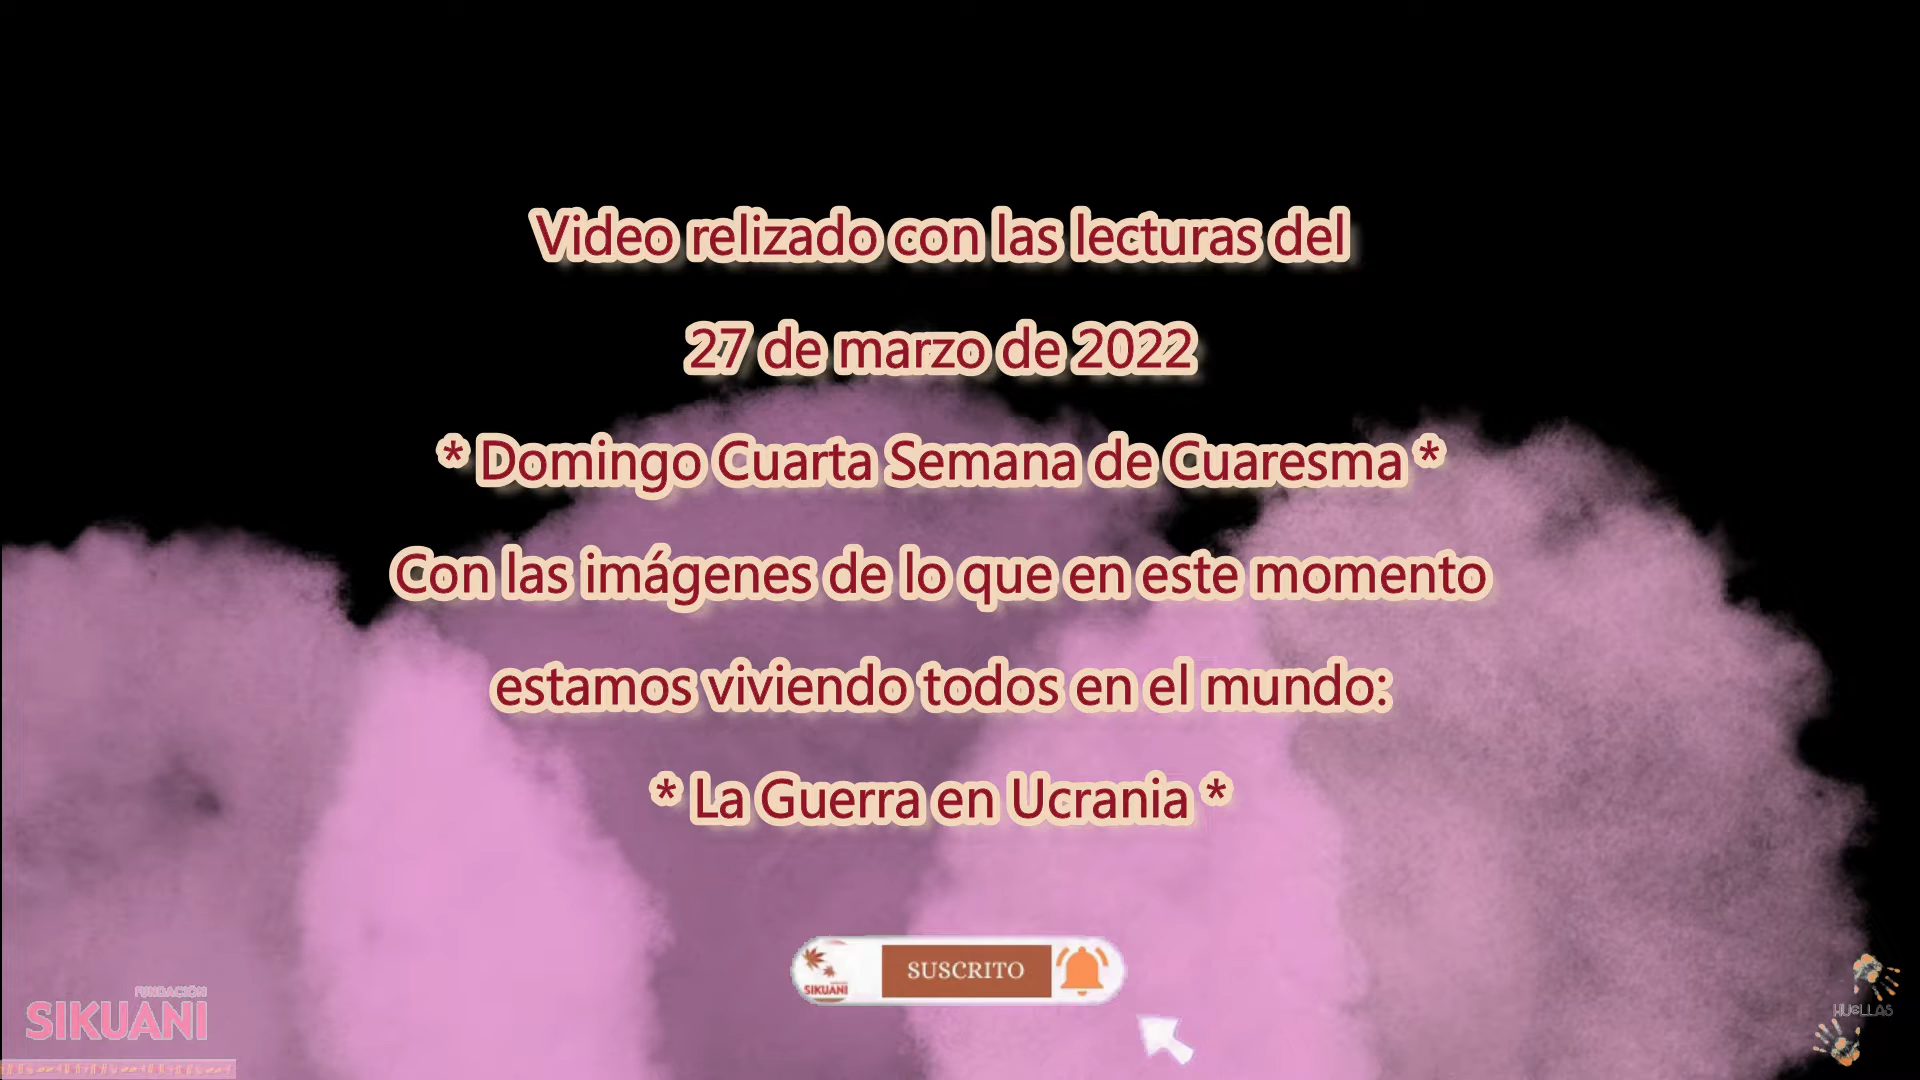 Video relizado con las lecturas del
27 de marzo de 2022
* Domingo Cuarta Semana de Cuaresma *
Con las imágenes de lo que en este momento
estamos viviendo todos en el mundo:
* La Guerra en Ucrania *
SIKUANI
SUSCRITO
FUNDACIÓN
SIKUANI
HUELLAS